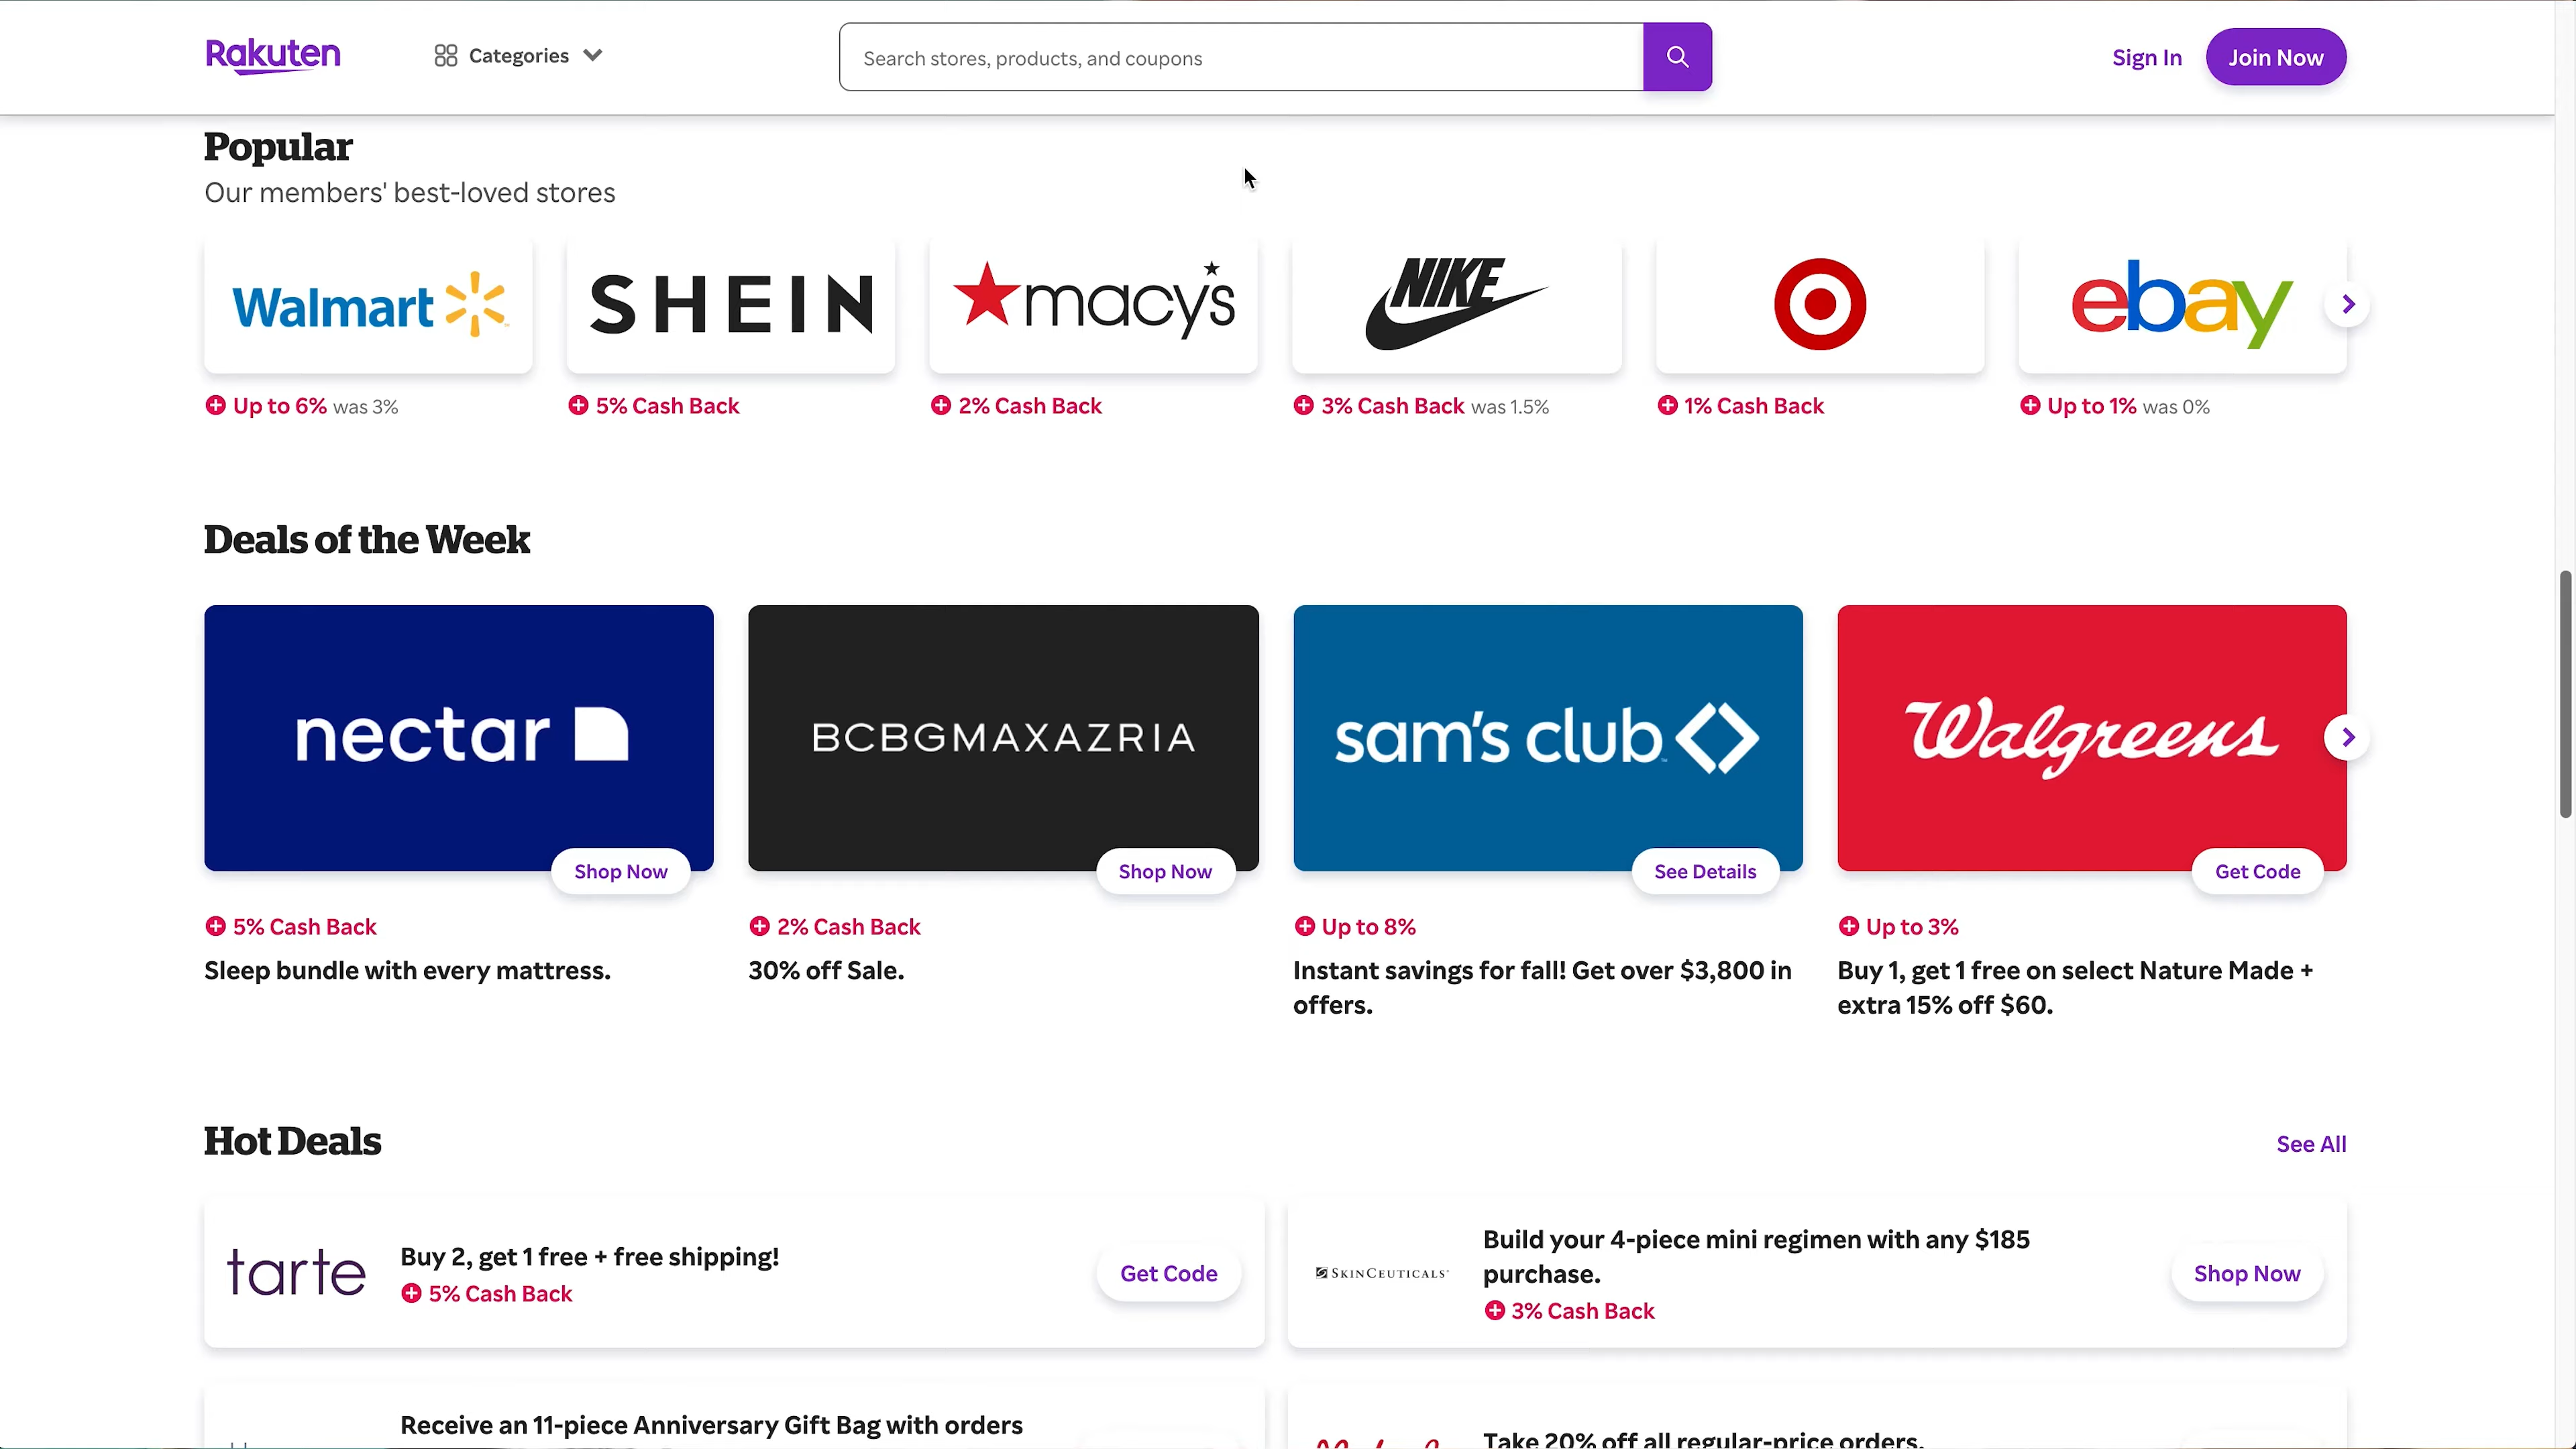 Rakuten
Categories
Search stores, products, and coupons
Sign In
Join Now
Popular
Our members' best-loved stores
Walmart
SHEIN
macy's
NIKE
ebay
Up to 6% was 3%
5% Cash Back
2% Cash Back
3% Cash Back was 1.5%
1% Cash Back
Up to 1% was 0%
Deals of the Week
nectar
BCBGMAXAZRIA
sam's club
Walgreens
Shop Now
Shop Now
See Details
Get Code
5% Cash Back
Sleep bundle with every mattress.
2% Cash Back
30% off Sale.
Up to 8%
Instant savings for fall! Get over $3,800 in
offers.
Up to 3%
Buy 1, get 1 free on select Nature Made +
extra 15% off $60.
Hot Deals
See All
tarte
Buy 2, get 1 free + free shipping!
5% Cash Back
Get Code
SKINCEUTICALS
Build your 4-piece mini regimen with any $185
purchase.
3% Cash Back
Shop Now
Receive an 11-piece Anniversary Gift Bag with orders
Take 20% off all regular-price orders.